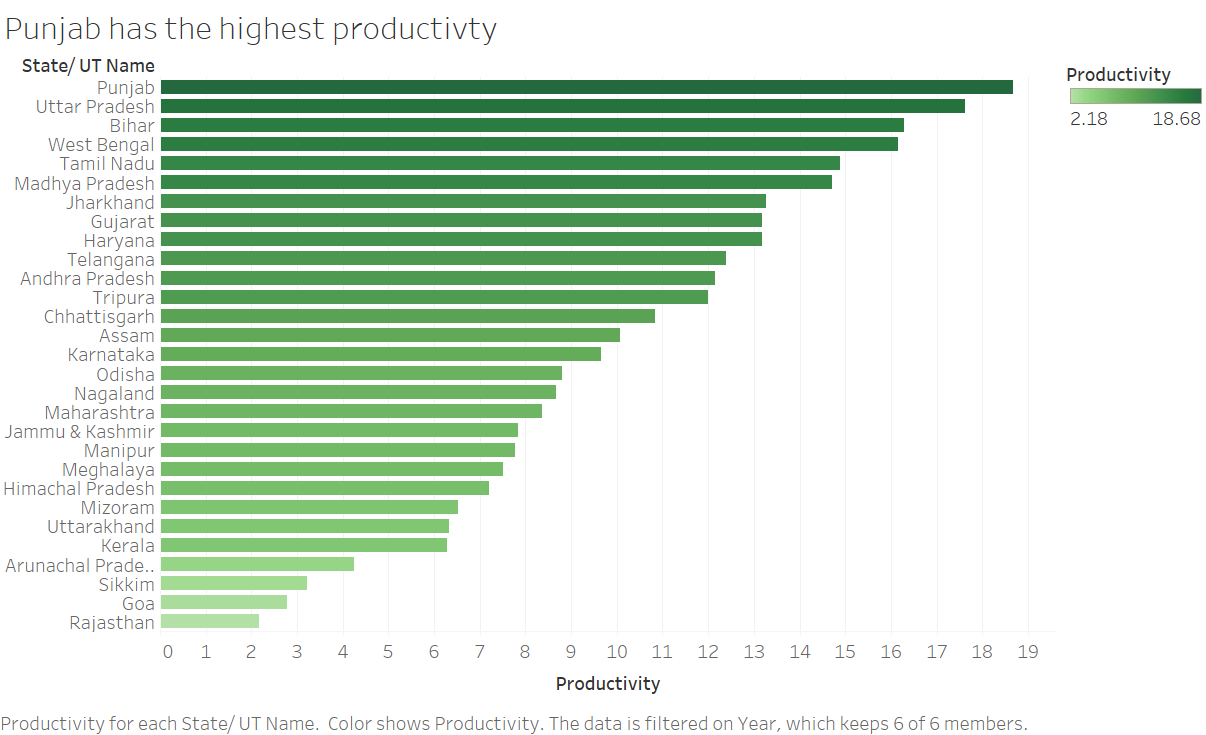 Punjab has the highest productivty
State/ UT Name
Punjab
Uttar Pradesh
Bihar
West Bengal
Tamil Nadu
Madhya Pradesh
Jharkhand
Gujarat
Haryana
Telangana
Andhra Pradesh
Tripura
Chhattisgarh
Assam
Karnataka
Odisha
Nagaland
Maharashtra
Jammu & Kashmir
Manipur
Meghalaya
Himachal Pradesh
Mizoram
Uttarakhand
Kerala
Arunachal Prade..
Sikkim
Goa
Rajasthan
0 1 2 3 4 5 6 7 8 9 10 11 12 13 14 15 16 17 18 19
Productivity
Productivity
2.18 18.68
Productivity for each State/ UT Name.  Color shows Productivity. The data is filtered on Year, which keeps 6 of 6 members.